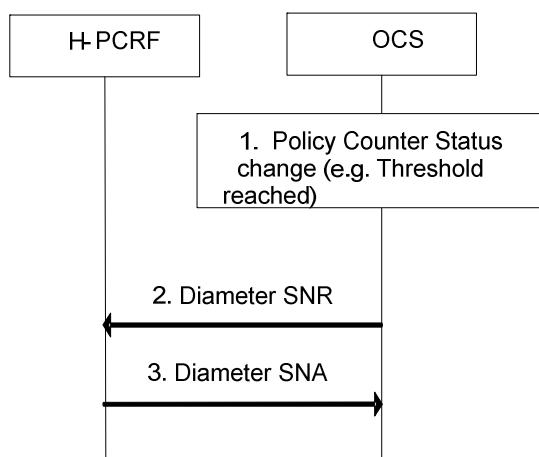 H-PCRF
OCS
1. Policy Counter Status
change (e.g. Threshold
reached)
2. Diameter SNR
3. Diameter SNA